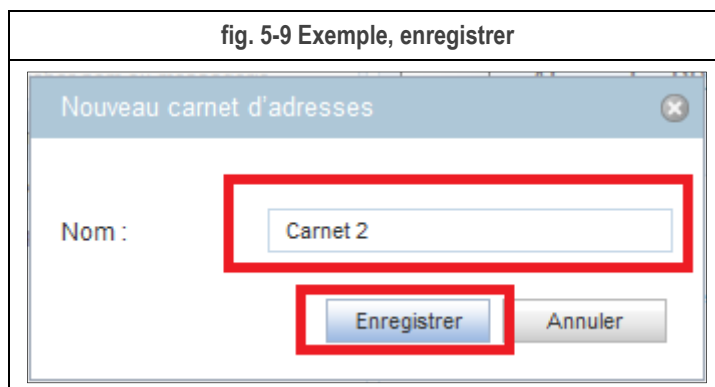 fig. 5-9 Exemple, enregistrer
Nouveau carnet d'adresses
Nom :
Carnet 2
Enregistrer
Annuler